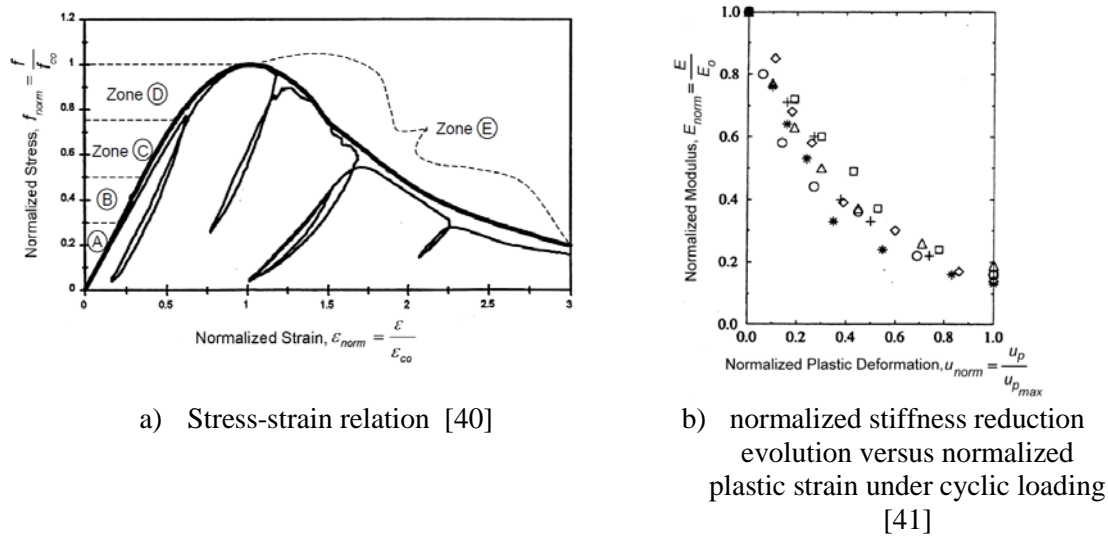 1.2
1
0.8
0.6
0.4
0.2
0
Normalized Stress, f_norm = f / f_co
Zone D
Zone C
B
A
Zone E
0 0.5 1 1.5 2 2.5 3
Normalized Strain, ε_norm = ε / ε_co
a) Stress-strain relation [40]
1.0
0.8
0.6
0.4
0.2
0.0
Normalized Modulus, E_norm = E / E_o
0.0 0.2 0.4 0.6 0.8 1.0
Normalized Plastic Deformation, u_norm = u_p / u_p_max
b) normalized stiffness reduction
evolution versus normalized
plastic strain under cyclic loading
[41]